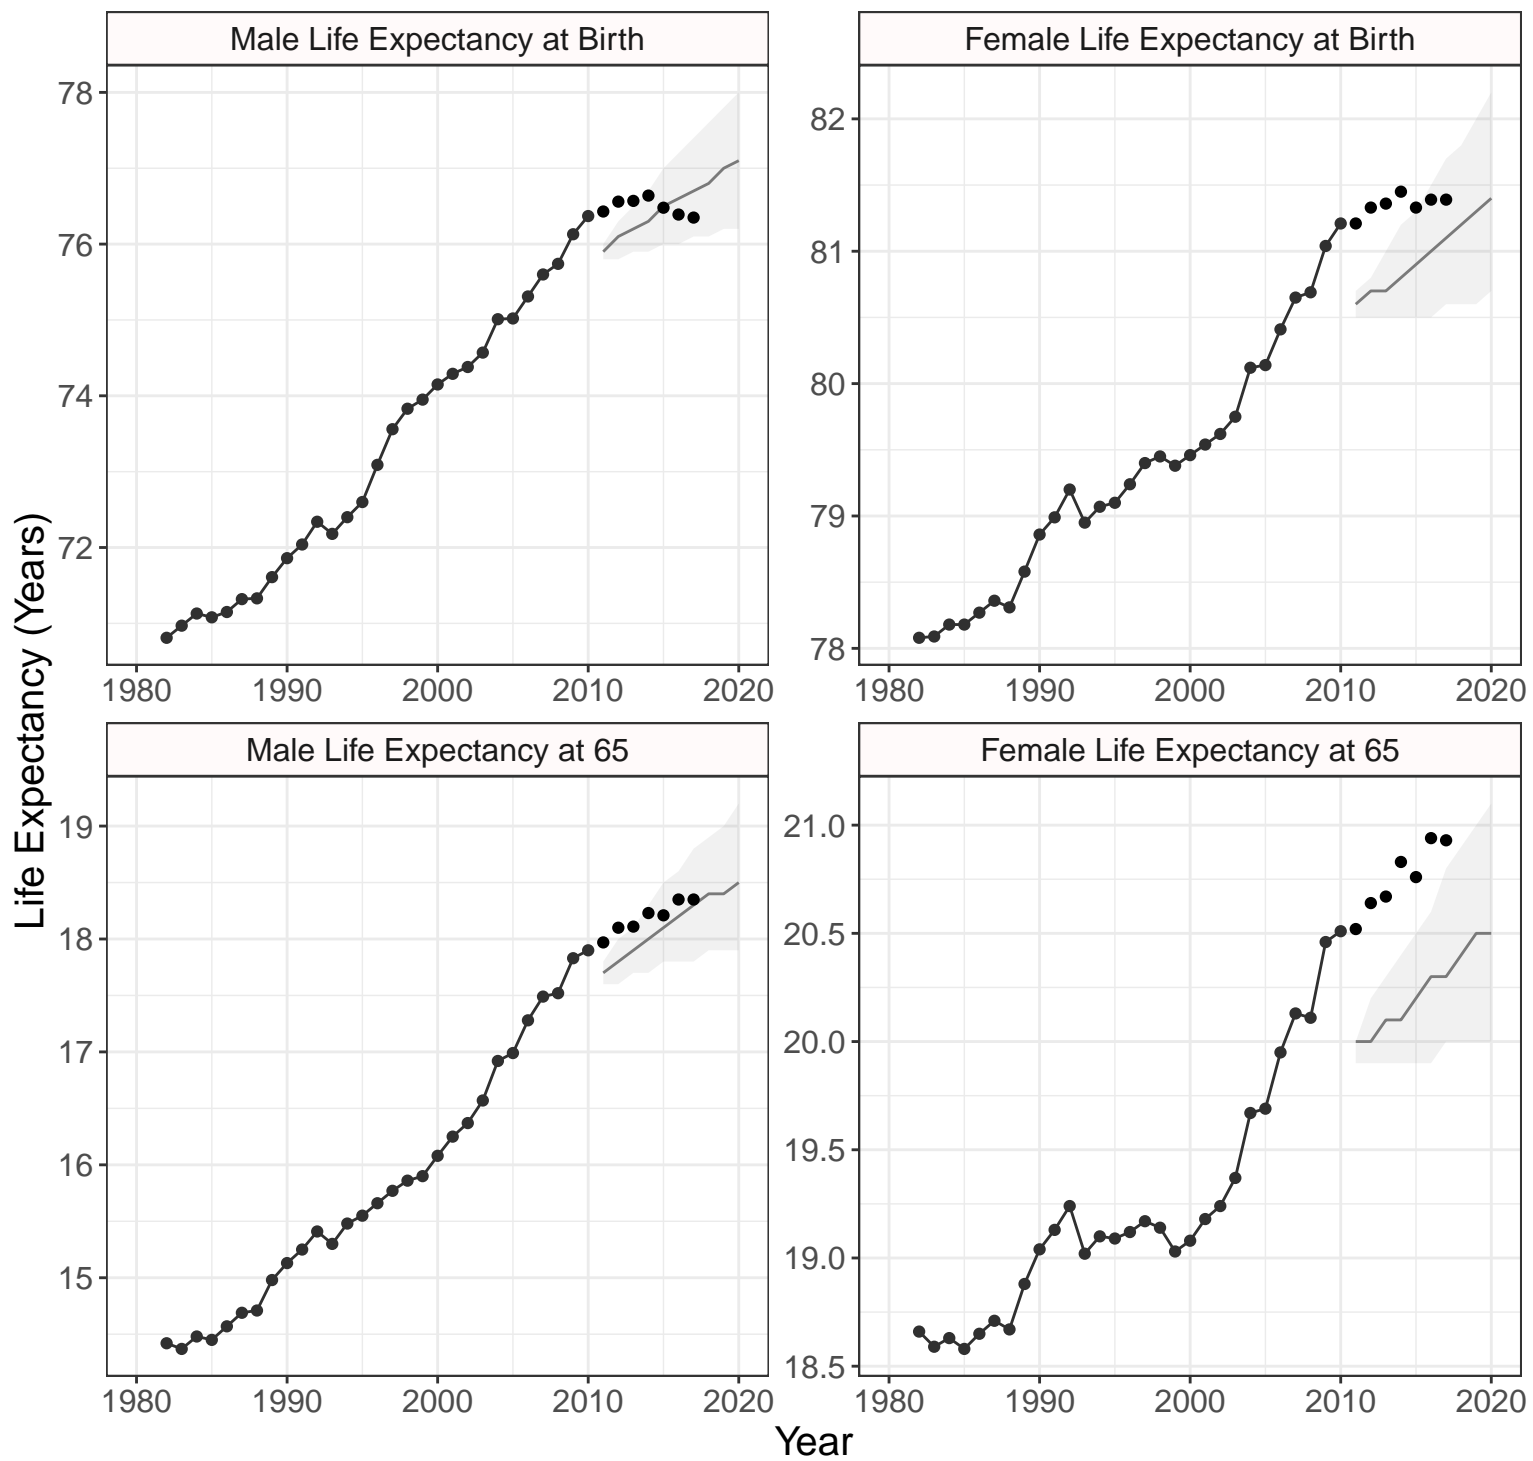 Male Life Expectancy at Birth
Female Life Expectancy at Birth
78
76
74
72
82
81
80
79
78
1980 1990 2000 2010 2020
1980 1990 2000 2010 2020
Life Expectancy (Years)
Male Life Expectancy at 65
Female Life Expectancy at 65
19
18
17
16
15
21.0
20.5
20.0
19.5
19.0
18.5
1980 1990 2000 2010 2020
1980 1990 2000 2010 2020
Year